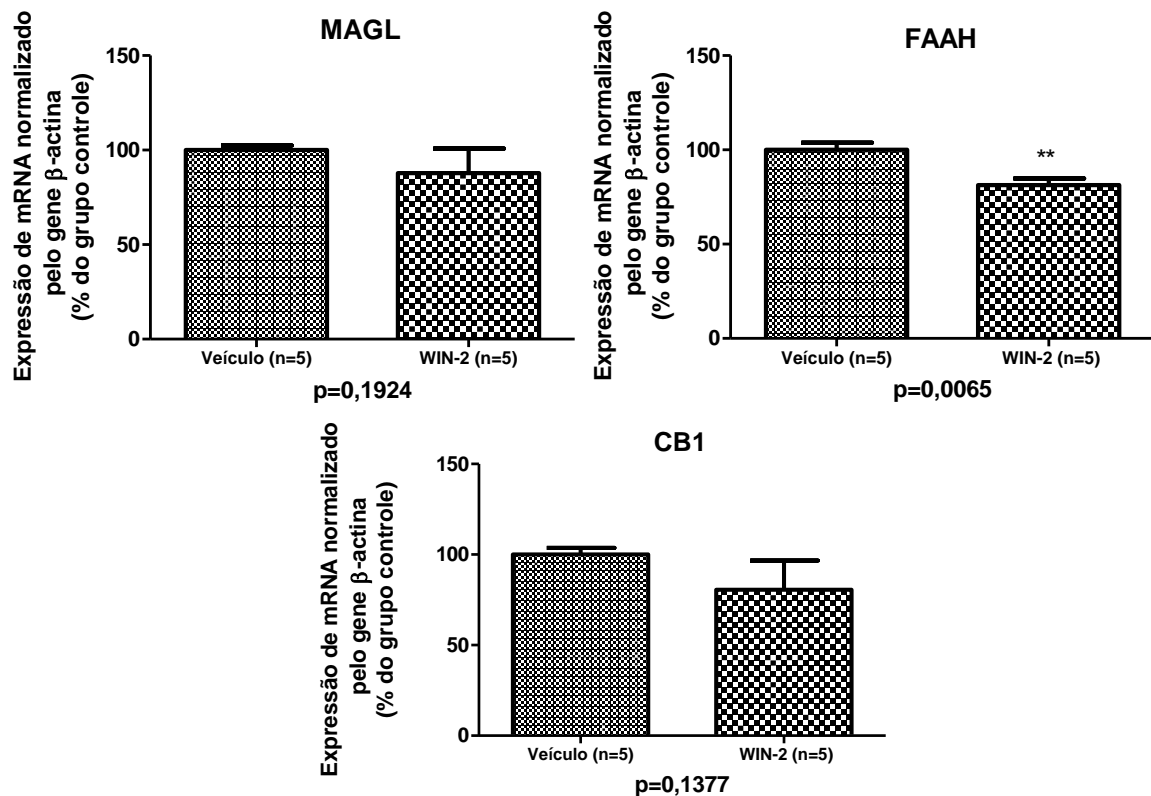 MAGL
Expressão de mRNA normalizado
pelo gene β-actina
(% do grupo controle)
150
100
50
0
Veículo (n=5)
WIN-2 (n=5)
p=0,1924
FAAH
Expressão de mRNA normalizado
pelo gene β-actina
(% do grupo controle)
150
100
50
0
**
Veículo (n=5)
WIN-2 (n=5)
p=0,0065
CB1
Expressão de mRNA normalizado
pelo gene β-actina
(% do grupo controle)
150
100
50
0
Veículo (n=5)
WIN-2 (n=5)
p=0,1377